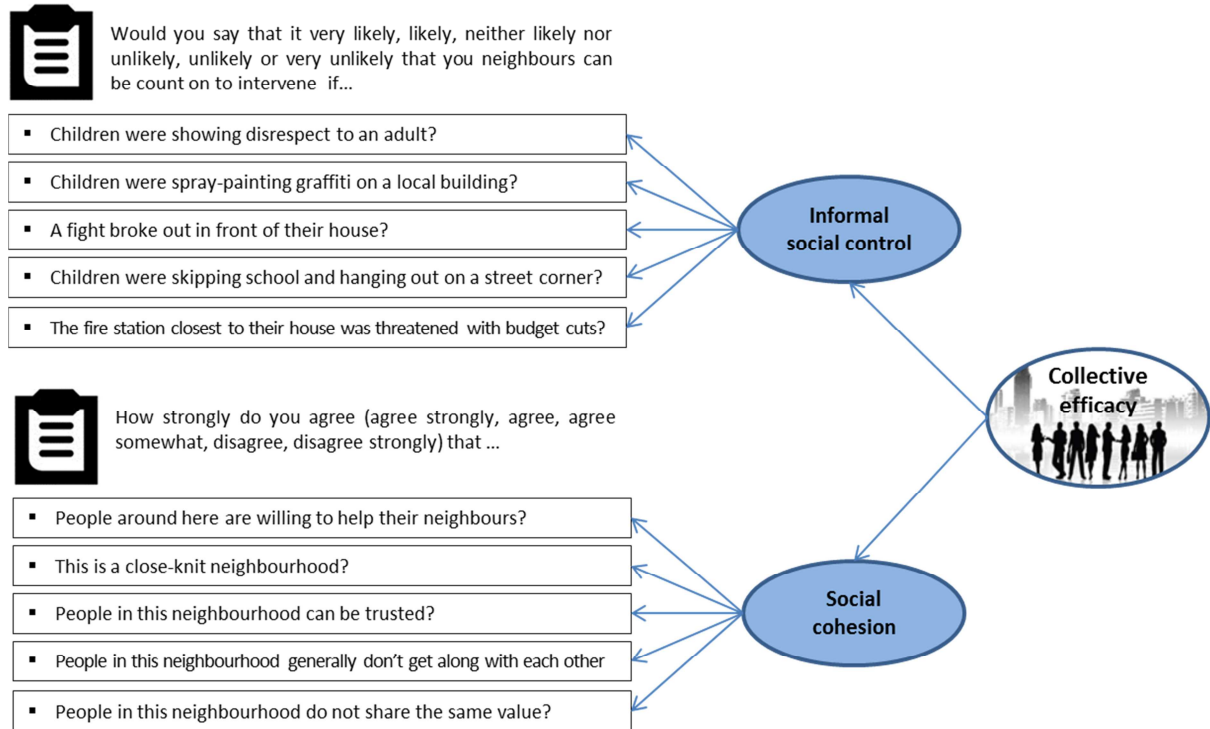 Would you say that it very likely, likely, neither likely nor
unlikely, unlikely or very unlikely that you neighbours can
be count on to intervene if...
▪ Children were showing disrespect to an adult?
▪ Children were spray-painting graffiti on a local building?
▪ A fight broke out in front of their house?
▪ Children were skipping school and hanging out on a street corner?
▪ The fire station closest to their house was threatened with budget cuts?
Informal
social control
Collective
efficacy
How strongly do you agree (agree strongly, agree, agree
somewhat, disagree, disagree strongly) that ...
▪ People around here are willing to help their neighbours?
▪ This is a close-knit neighbourhood?
▪ People in this neighbourhood can be trusted?
▪ People in this neighbourhood generally don't get along with each other
▪ People in this neighbourhood do not share the same value?
Social
cohesion